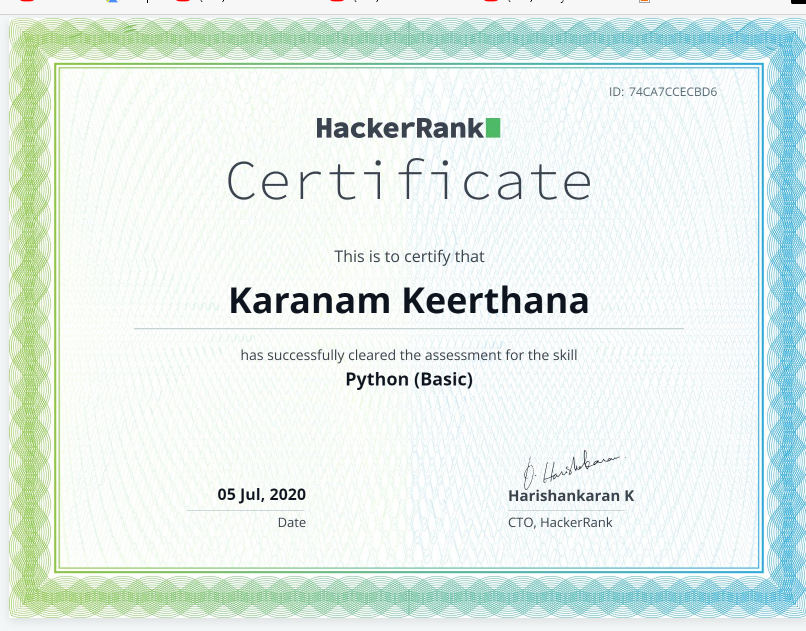 ID: 74CA7CCECBD6
HackerRank
Certificate
This is to certify that
Karanam Keerthana
has successfully cleared the assessment for the skill
Python (Basic)
05 Jul, 2020
Date
Harishankaran K
CTO, HackerRank